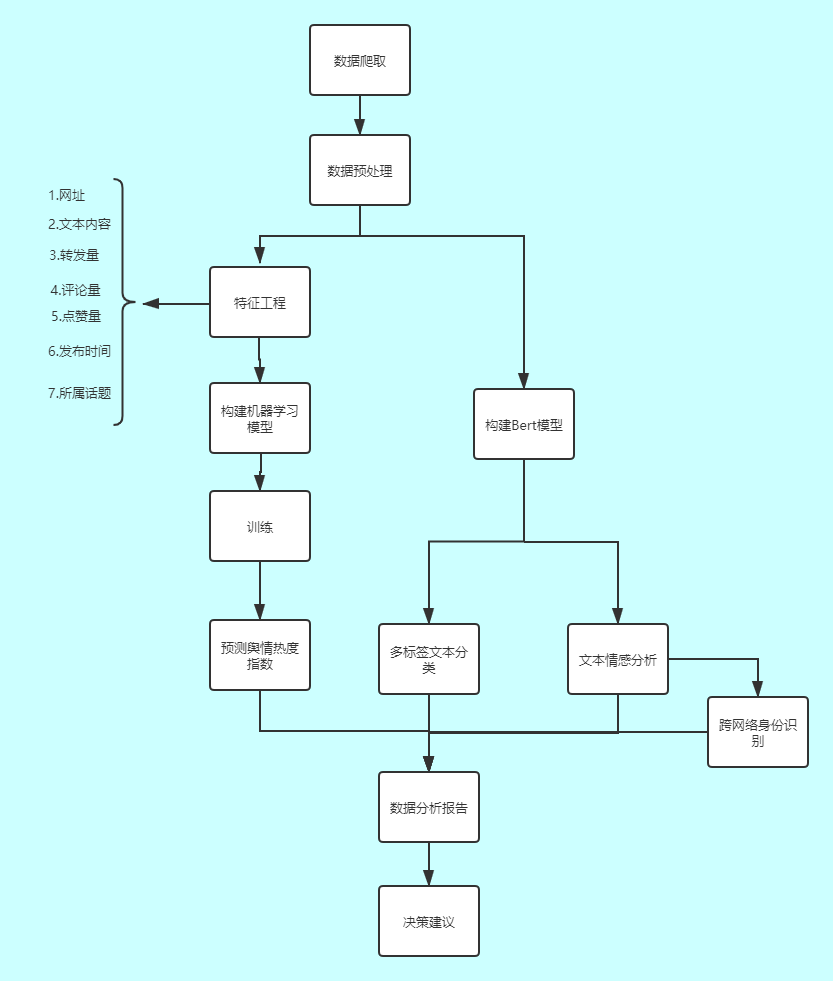 数据爬取
数据预处理
1.网址
2.文本内容
3.转发量
4.评论量
5.点赞量
6.发布时间
7.所属话题
特征工程
构建机器学习
模型
构建Bert模型
训练
预测舆情热度
指数
多标签文本分
类
文本情感分析
跨网络身份识
别
数据分析报告
决策建议